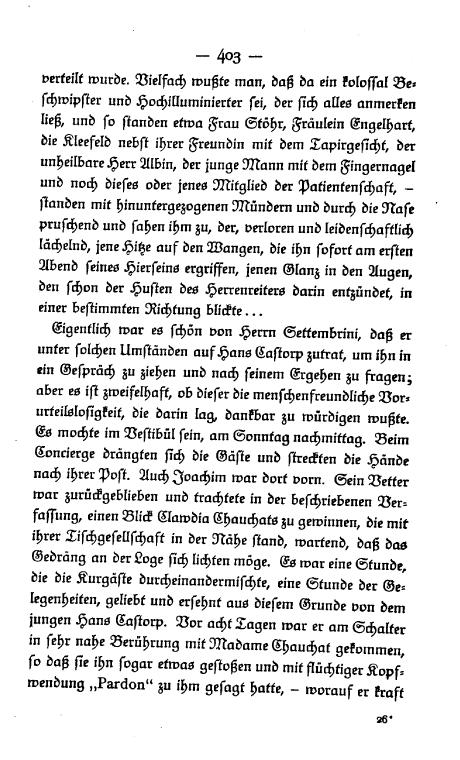 — 403 —
verteilt wurde. Vielfach wußte man, daß da ein kolossal Be-
schwipster und Hochilluminierter sei, der sich alles anmerken
ließ, und so standen etwa Frau Stöhr, Fräulein Engelhart,
die Kleefeld nebst ihrer Freundin mit dem Tapirgesicht, der
unheilbare Herr Albin, der junge Mann mit dem Fingernagel
und noch dieses oder jenes Mitglied der Patientenschaft, –
standen mit hinuntergezogenen Mündern und durch die Nase
pruschend und sahen ihm zu, der, verloren und leidenschaftlich
lächelnd, jene Hitze auf den Wangen, die ihn sofort am ersten
Abend seines Hierseins ergriffen, jenen Glanz in den Augen,
den schon der Husten des Herrenreiters darin entzündet, in
einer bestimmten Richtung blickte...
Eigentlich war es schön von Herrn Settembrini, daß er
unter solchen Umständen auf Hans Castorp zutrat, um ihn in
ein Gespräch zu ziehen und nach seinem Ergehen zu fragen;
aber es ist zweifelhaft, ob dieser die menschenfreundliche Vor-
urteilslosigkeit, die darin lag, dankbar zu würdigen wußte.
Es mochte im Vestibül sein, am Sonntag nachmittag. Beim
Concierge drängten sich die Gäste und streckten die Hände
nach ihrer Post. Auch Joachim war dort vorn. Sein Vetter
war zurückgeblieben und trachtete in der beschriebenen Ver-
fassung, einen Blick Clawdia Chauchats zu gewinnen, die mit
ihrer Tischgesellschaft in der Nähe stand, wartend, daß das
Gedräng an der Loge sich lichten möge. Es war eine Stunde,
die die Kurgäste durcheinandermischte, eine Stunde der Ge-
legenheiten, geliebt und ersehnt aus diesem Grunde von dem
jungen Hans Castorp. Vor acht Tagen war er am Schalter
in sehr nahe Berührung mit Madame Chauchat gekommen,
so daß sie ihn sogar etwas gestoßen und mit flüchtiger Kopf-
wendung „Pardon“ zu ihm gesagt hatte, – worauf er kraft
26*